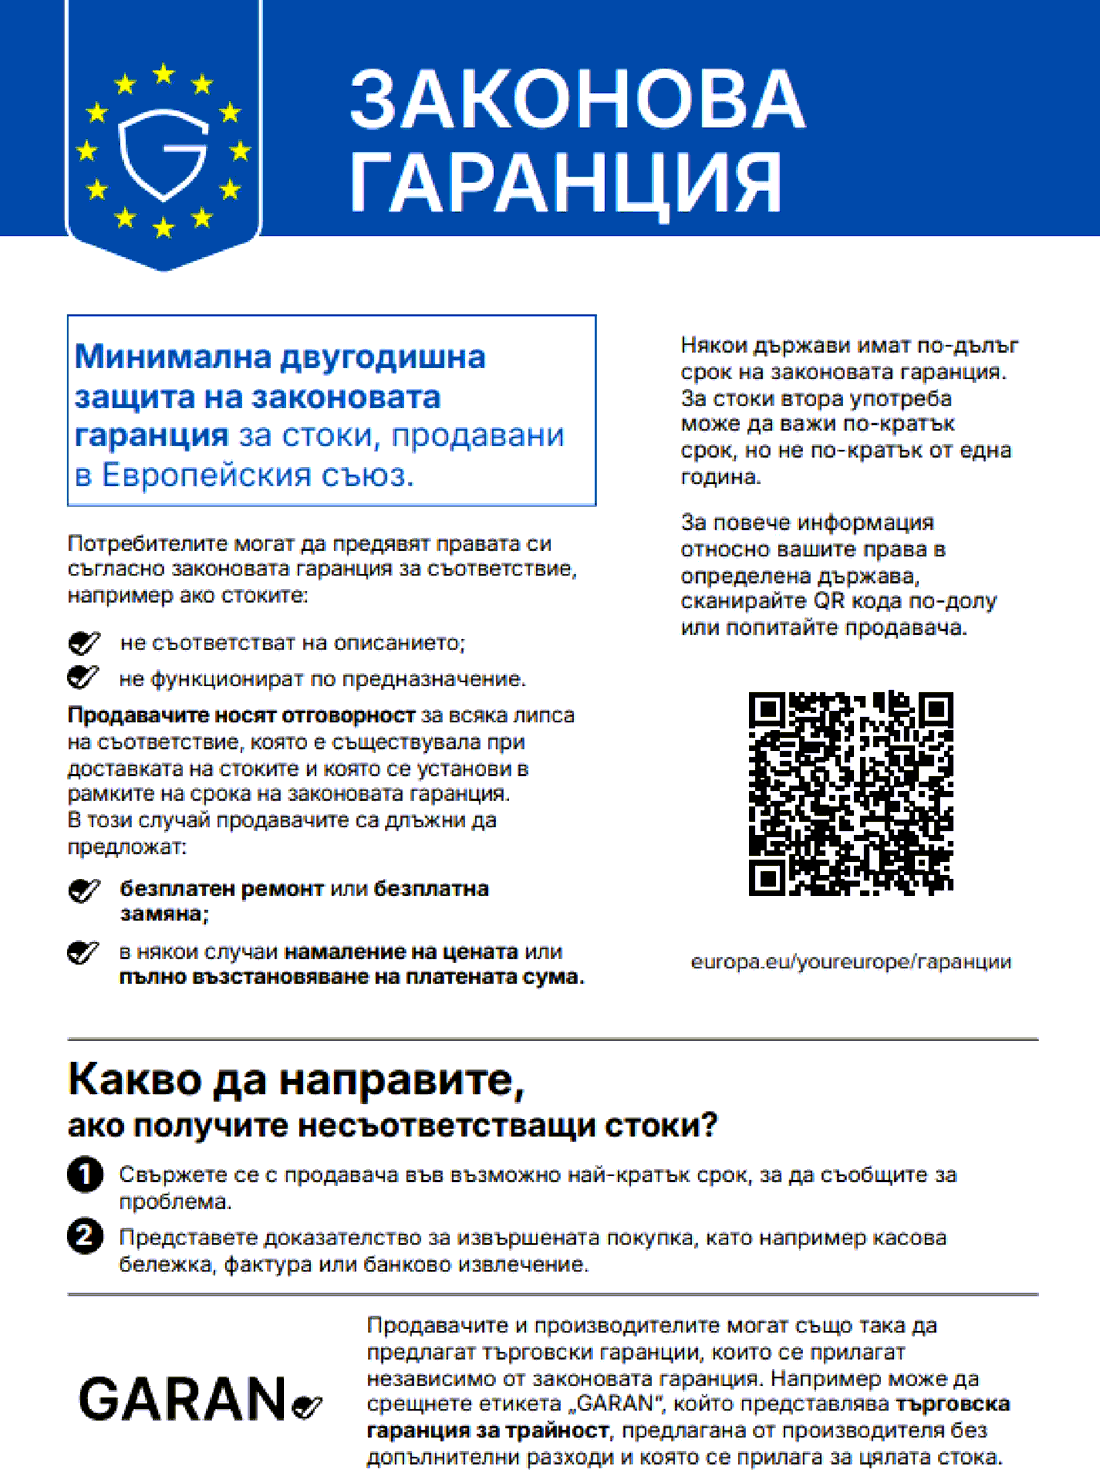 ЗАКОНОВА
ГАРАНЦИЯ
Минимална двугодишна
защита на законовата
гаранция за стоки, продавани
в Европейския съюз.
Потребителите могат да предявят правата си
съгласно законовата гаранция за съответствие,
например ако стоките:
не съответстват на описанието;
не функционират по предназначение.
Продавачите носят отговорност за всяка липса
на съответствие, която е съществувала при
доставката на стоките и която се установи в
рамките на срока на законовата гаранция.
В този случай продавачите са длъжни да
предложат:
безплатен ремонт или безплатна
замяна;
в някои случаи намаление на цената или
пълно възстановяване на платената сума.
Някои държави имат по-дълъг
срок на законовата гаранция.
За стоки втора употреба
може да важи по-кратък
срок, но не по-кратък от една
година.
За повече информация
относно вашите права в
определена държава,
сканирайте QR кода по-долу
или попитайте продавача.
europa.eu/youreurope/гаранции
Какво да направите,
ако получите несъответстващи стоки?
1 Свържете се с продавача във възможно най-кратък срок, за да съобщите за
проблема.
2 Представете доказателство за извършената покупка, като например касова
бележка, фактура или банково извлечение.
GARAN
Продавачите и производителите могат също така да
предлагат търговски гаранции, които се прилагат
независимо от законовата гаранция. Например може да
срещнете етикета „GARAN“, който представлява търговска
гаранция за трайност, предлагана от производителя без
допълнителни разходи и която се прилага за цялата стока.